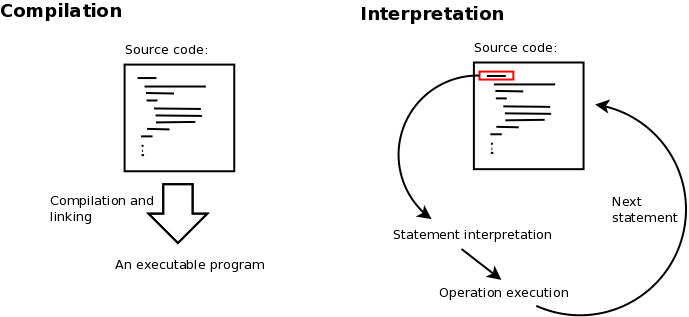 Compilation
Source code:
Compilation and
linking
An executable program
Interpretation
Source code:
Statement interpretation
Operation execution
Next
statement